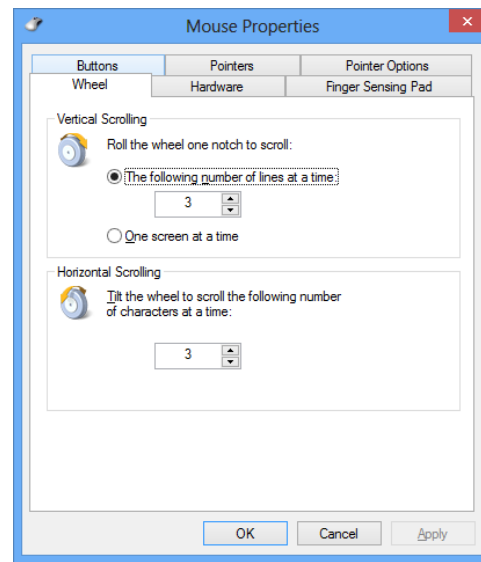 Mouse Properties
Buttons Pointers Pointer Options
Wheel Hardware Finger Sensing Pad
Vertical Scrolling
Roll the wheel one notch to scroll:
The following number of lines at a time:
3
One screen at a time
Horizontal Scrolling
Tilt the wheel to scroll the following number
of characters at a time:
3
OK Cancel Apply